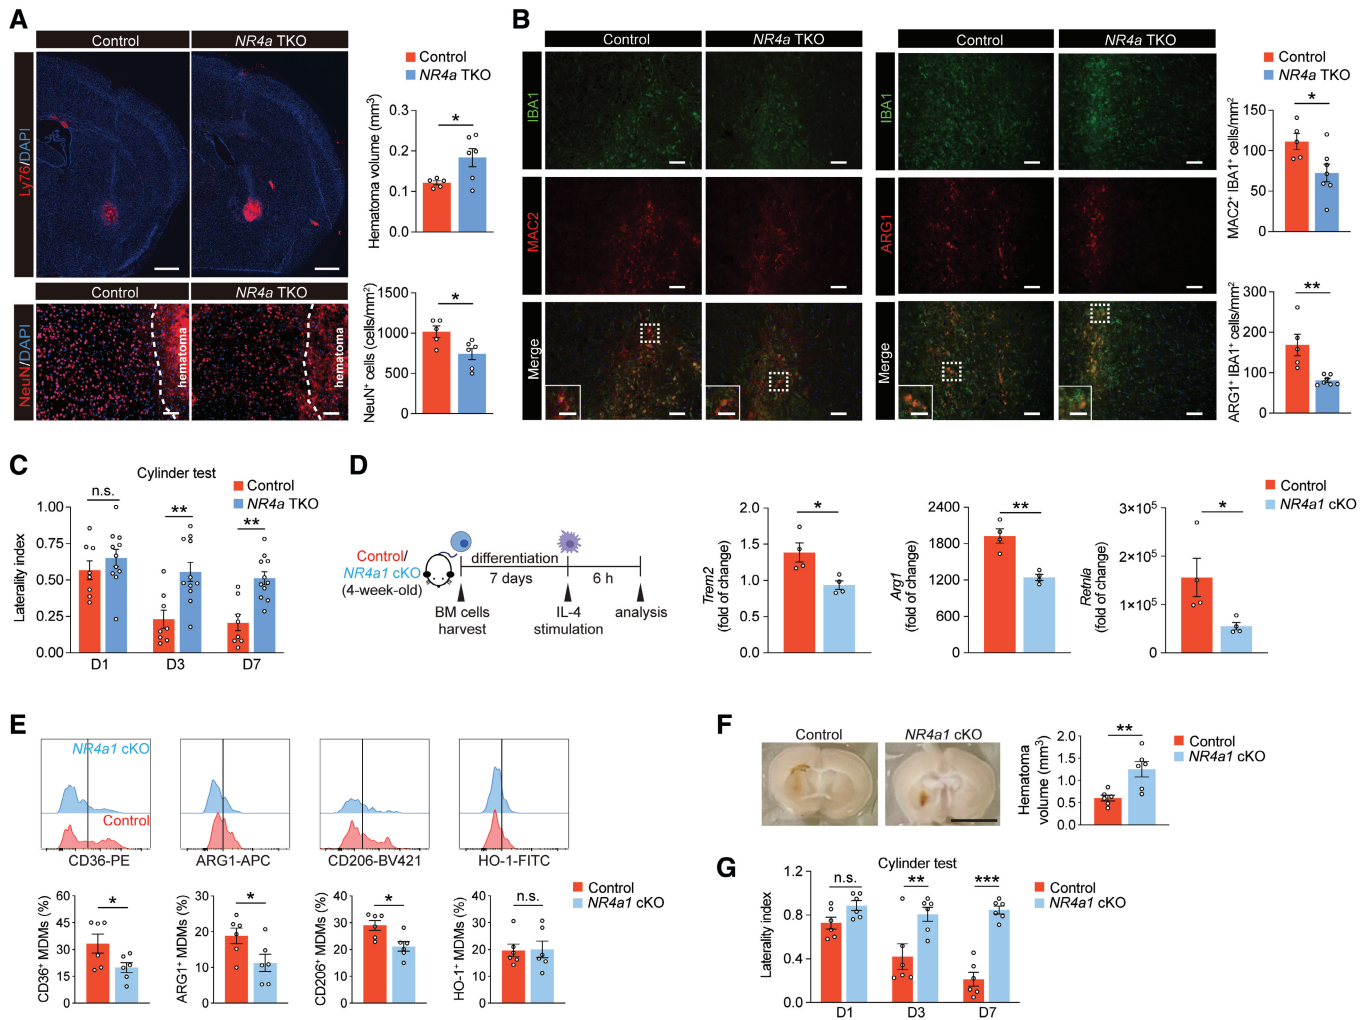 A
Control
NR4a TKO
Ly76/DAPI
Control
NR4a TKO
Hematoma volume (mm³)
0.3
0.2
0.1
0.0
*
Control
NR4a TKO
NeuN/DAPI
hematoma
hematoma
NeuN⁺ cells (cells/mm²)
1500
1000
500
0
*
B
Control
NR4a TKO
IBA1
MAC2
Merge
Control
NR4a TKO
IBA1
ARG1
Merge
Control
NR4a TKO
MAC2⁺ IBA1⁺ cells/mm²
150
100
50
0
*
ARG1⁺ IBA1⁺ cells/mm²
300
200
100
0
**
C
Cylinder test
Control
NR4a TKO
Laterality index
1.00
0.75
0.50
0.25
0.00
n.s.
**
**
D1
D3
D7
D
Control/
NR4a1 cKO
(4-week-old)
differentiation
7 days
6 h
BM cells
harvest
IL-4
stimulation
analysis
Trem2
(fold of change)
2.0
1.5
1.0
0.5
0.0
*
Arg1
(fold of change)
2400
1800
1200
600
0
**
Retnla
(fold of change)
3×10⁵
2×10⁵
1×10⁵
0
*
Control
NR4a1 cKO
E
NR4a1 cKO
Control
CD36-PE
ARG1-APC
CD206-BV421
HO-1-FITC
CD36⁺ MDMs (%)
60
45
30
15
0
*
ARG1⁺ MDMs (%)
30
20
10
0
*
CD206⁺ MDMs (%)
40
30
20
10
0
*
HO-1⁺ MDMs (%)
40
30
20
10
0
n.s.
Control
NR4a1 cKO
F
Control
NR4a1 cKO
Hematoma
volume (mm³)
2.0
1.5
1.0
0.5
0.0
**
Control
NR4a1 cKO
G
Cylinder test
Laterality index
1.2
0.8
0.4
0.0
n.s.
**
***
D1
D3
D7
Control
NR4a1 cKO